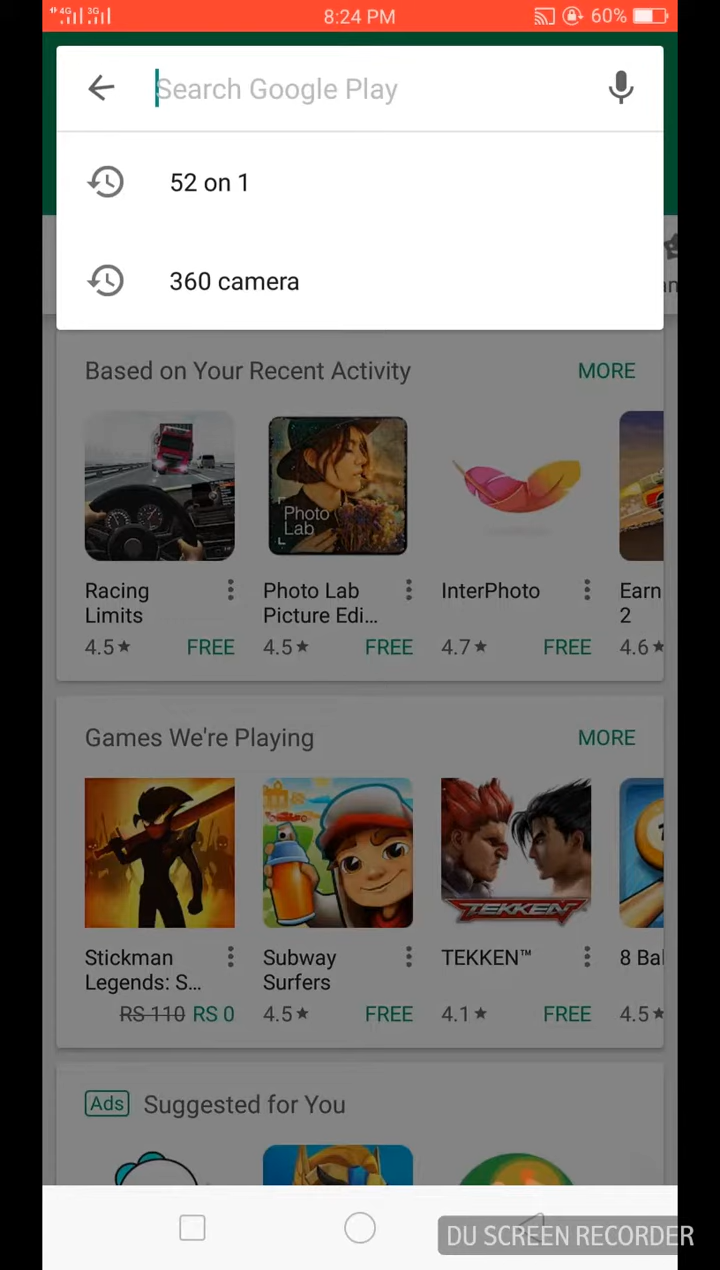 4G 3G 8:24 PM 60%
Search Google Play
52 on 1
360 camera
Based on Your Recent Activity MORE
Photo
Lab
Racing Photo Lab InterPhoto Earn
Limits Picture Edi... 2
4.5★ FREE 4.5★ FREE 4.7★ FREE 4.6★
Games We're Playing MORE
TEKKEN
Stickman Subway TEKKEN™ 8 Bal
Legends: S... Surfers
RS 110 RS 0 4.5★ FREE 4.1★ FREE 4.5★
Ads Suggested for You
DU SCREEN RECORDER